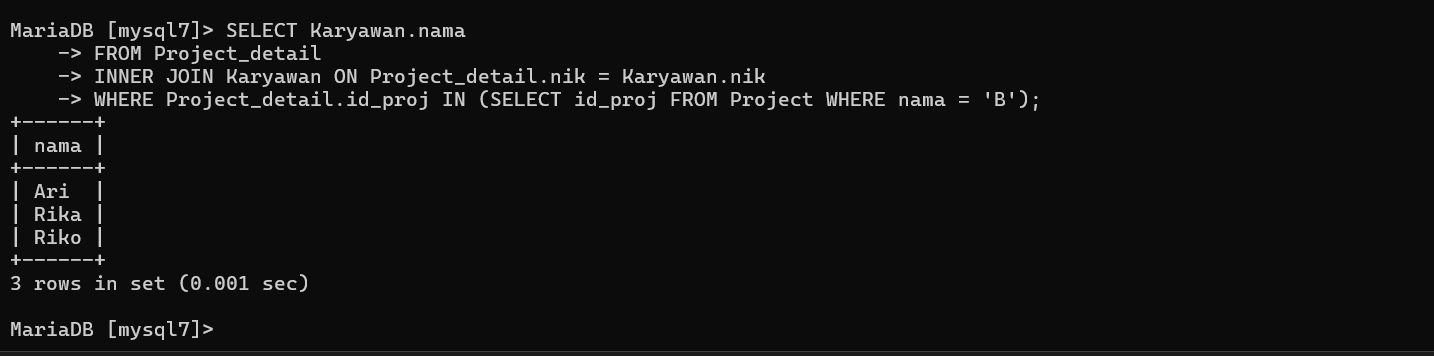 MariaDB [mysql7]> SELECT Karyawan.nama
    -> FROM Project_detail
    -> INNER JOIN Karyawan ON Project_detail.nik = Karyawan.nik
    -> WHERE Project_detail.id_proj IN (SELECT id_proj FROM Project WHERE nama = 'B');
+------+
| nama |
+------+
| Ari  |
| Rika |
| Riko |
+------+
3 rows in set (0.001 sec)

MariaDB [mysql7]>